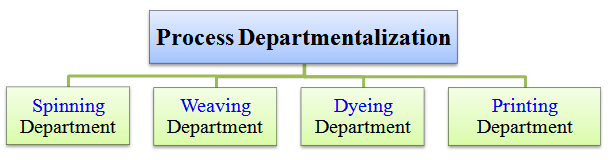 Process Departmentalization
Spinning
Department
Weaving
Department
Dyeing
Department
Printing
Department